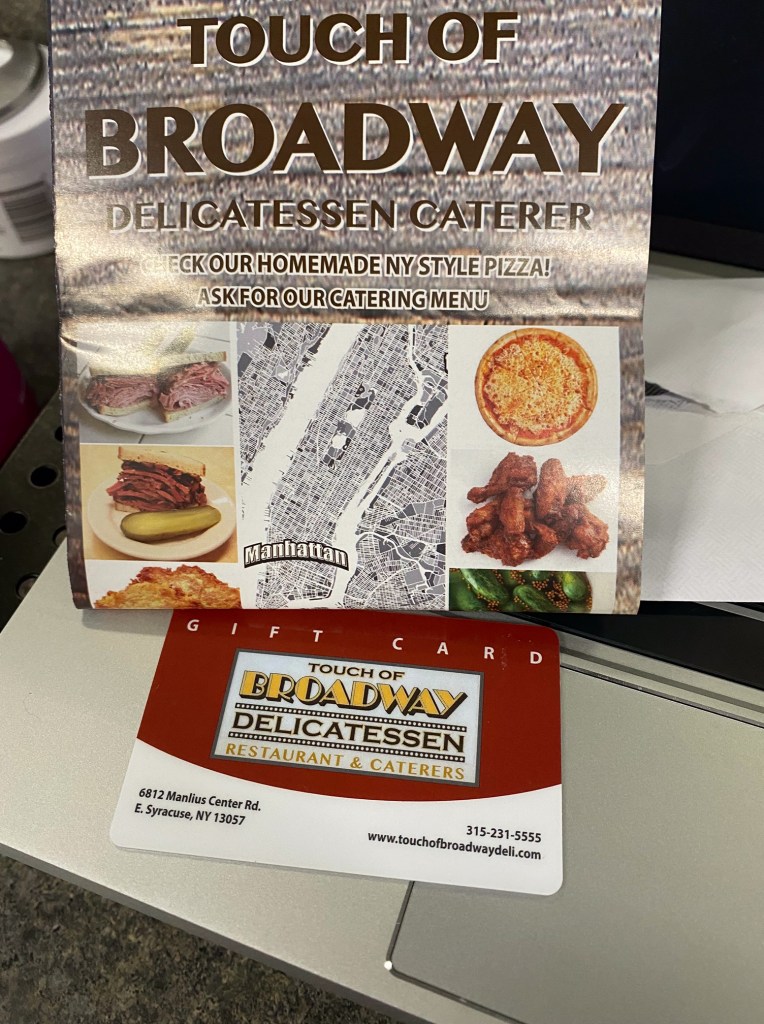 TOUCH OF
BROADWAY
DELICATESSEN CATERER
CHECK OUR HOMEMADE NY STYLE PIZZA!
ASK FOR OUR CATERING MENU
Manhattan
GIFT CARD
TOUCH OF
BROADWAY
DELICATESSEN
RESTAURANT & CATERERS
6812 Manlius Center Rd.
E. Syracuse, NY 13057
315-231-5555
www.touchofbroadwaydeli.com